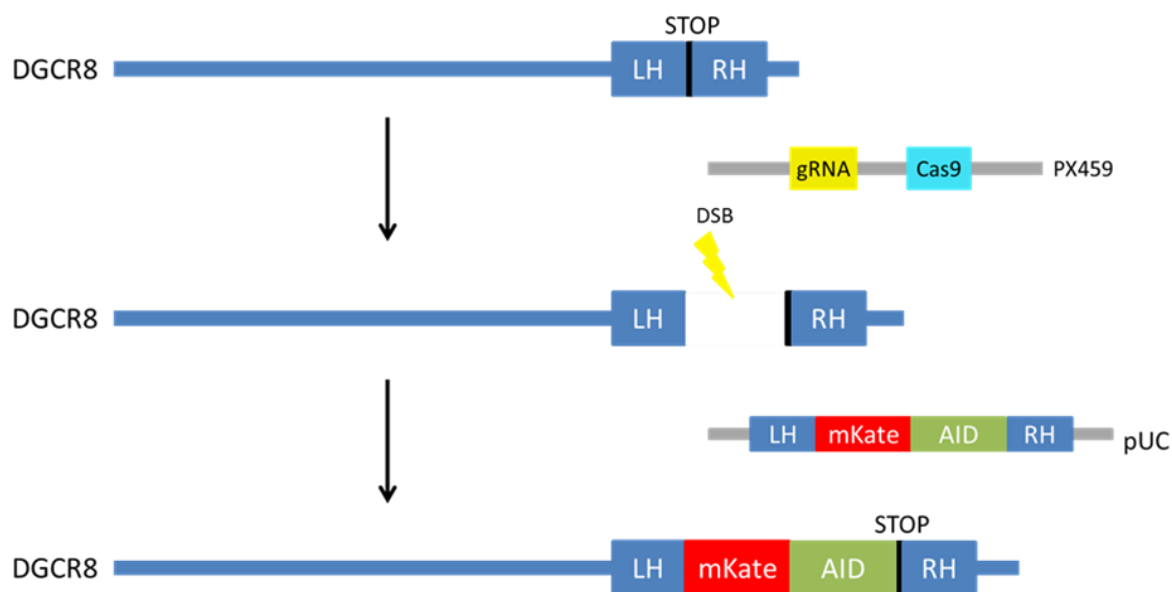 STOP
DGCR8 LH RH
gRNA Cas9 PX459
DSB
DGCR8 LH RH
LH mKate AID RH pUC
STOP
DGCR8 LH mKate AID RH